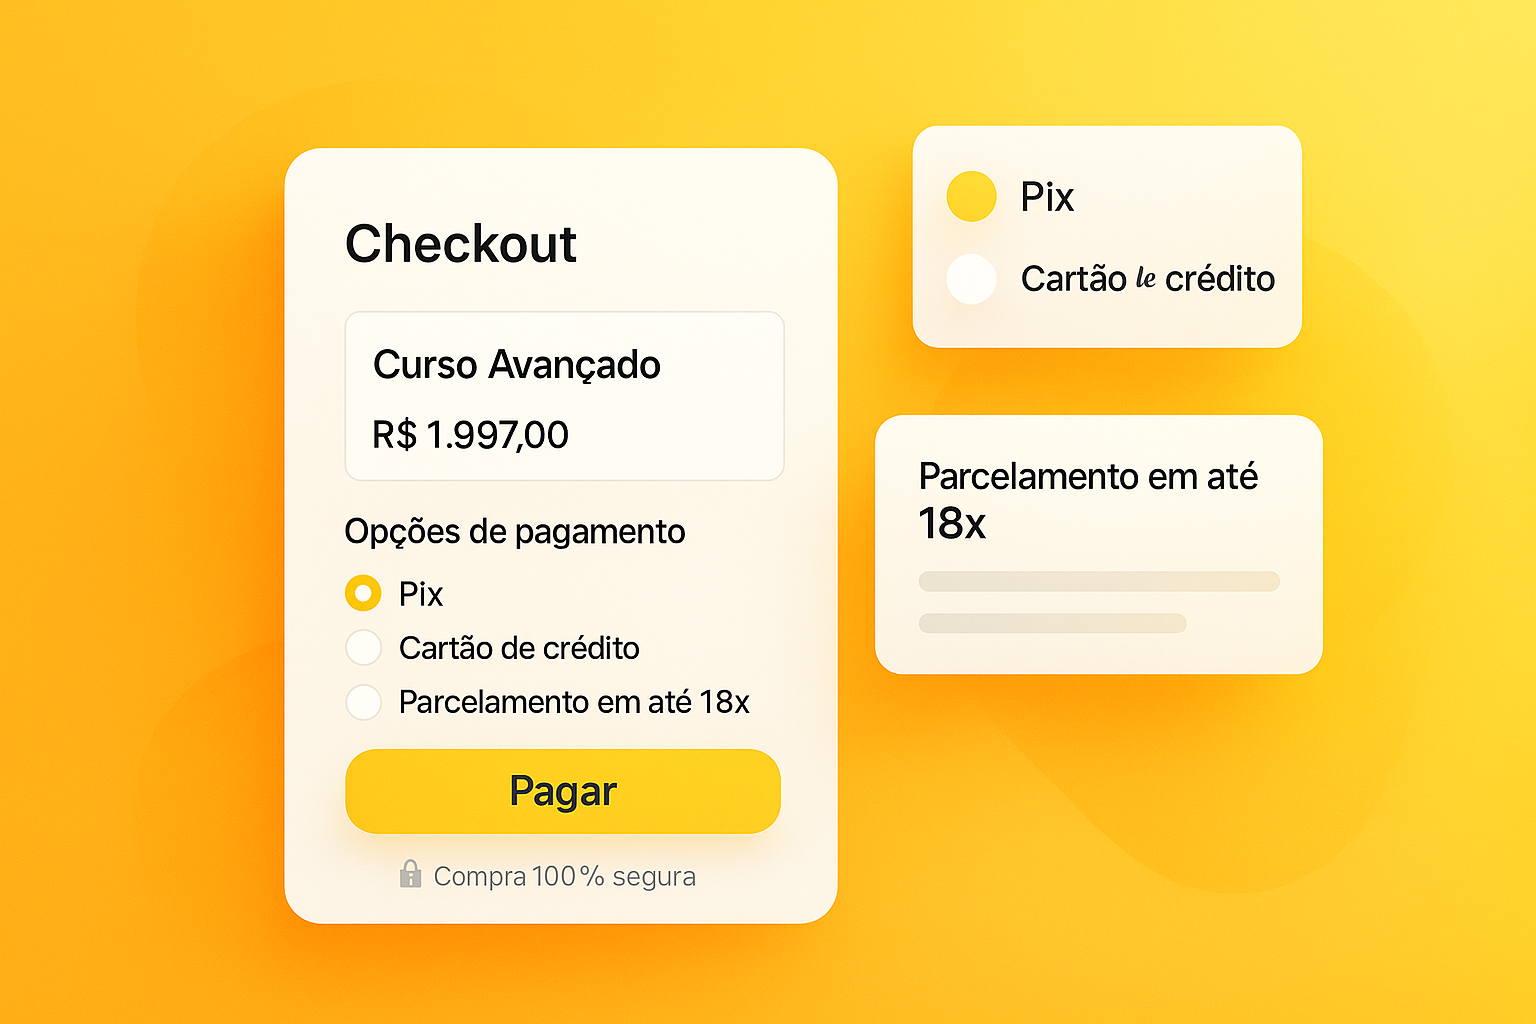 Checkout
Curso Avançado
R$ 1.997,00
Opções de pagamento
Pix
Cartão de crédito
Parcelamento em até 18x
Pagar
Compra 100% segura
Pix
Cartão le crédito
Parcelamento em até
18x